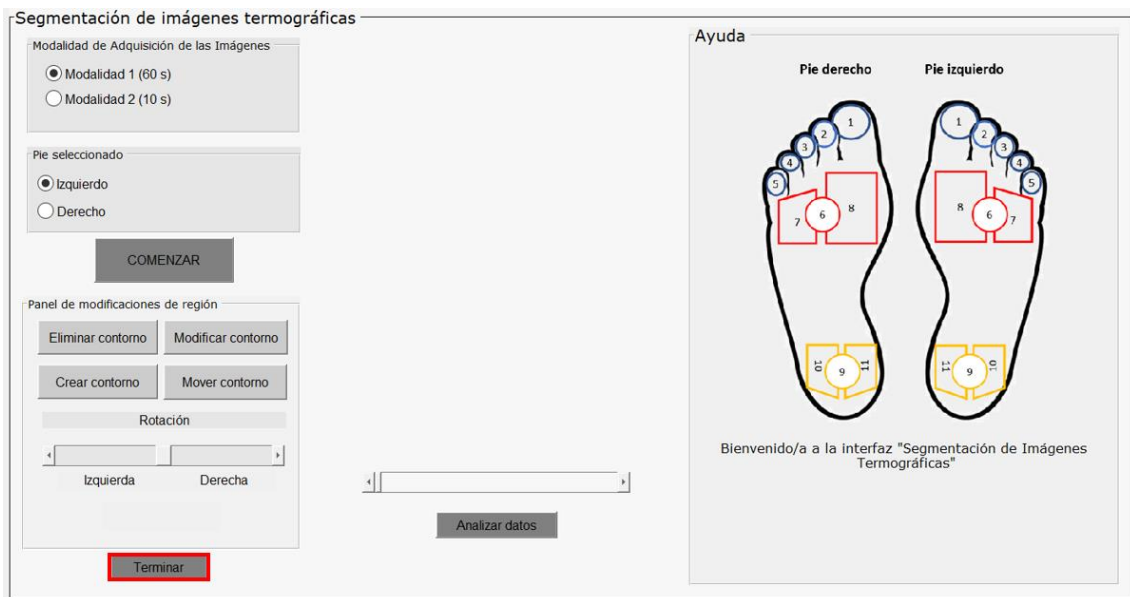 Segmentación de imágenes termográficas
Modalidad de Adquisición de las Imágenes
Modalidad 1 (60 s)
Modalidad 2 (10 s)
Pie seleccionado
Izquierdo
Derecho
COMENZAR
Panel de modificaciones de región
Eliminar contorno
Modificar contorno
Crear contorno
Mover contorno
Rotación
Izquierda
Derecha
Terminar
Analizar datos
Ayuda
Pie derecho
Pie izquierdo
1
2
3
4
5
7
6
8
10
9
11
1
2
3
4
5
8
6
7
11
9
10
Bienvenido/a a la interfaz "Segmentación de Imágenes
Termográficas"